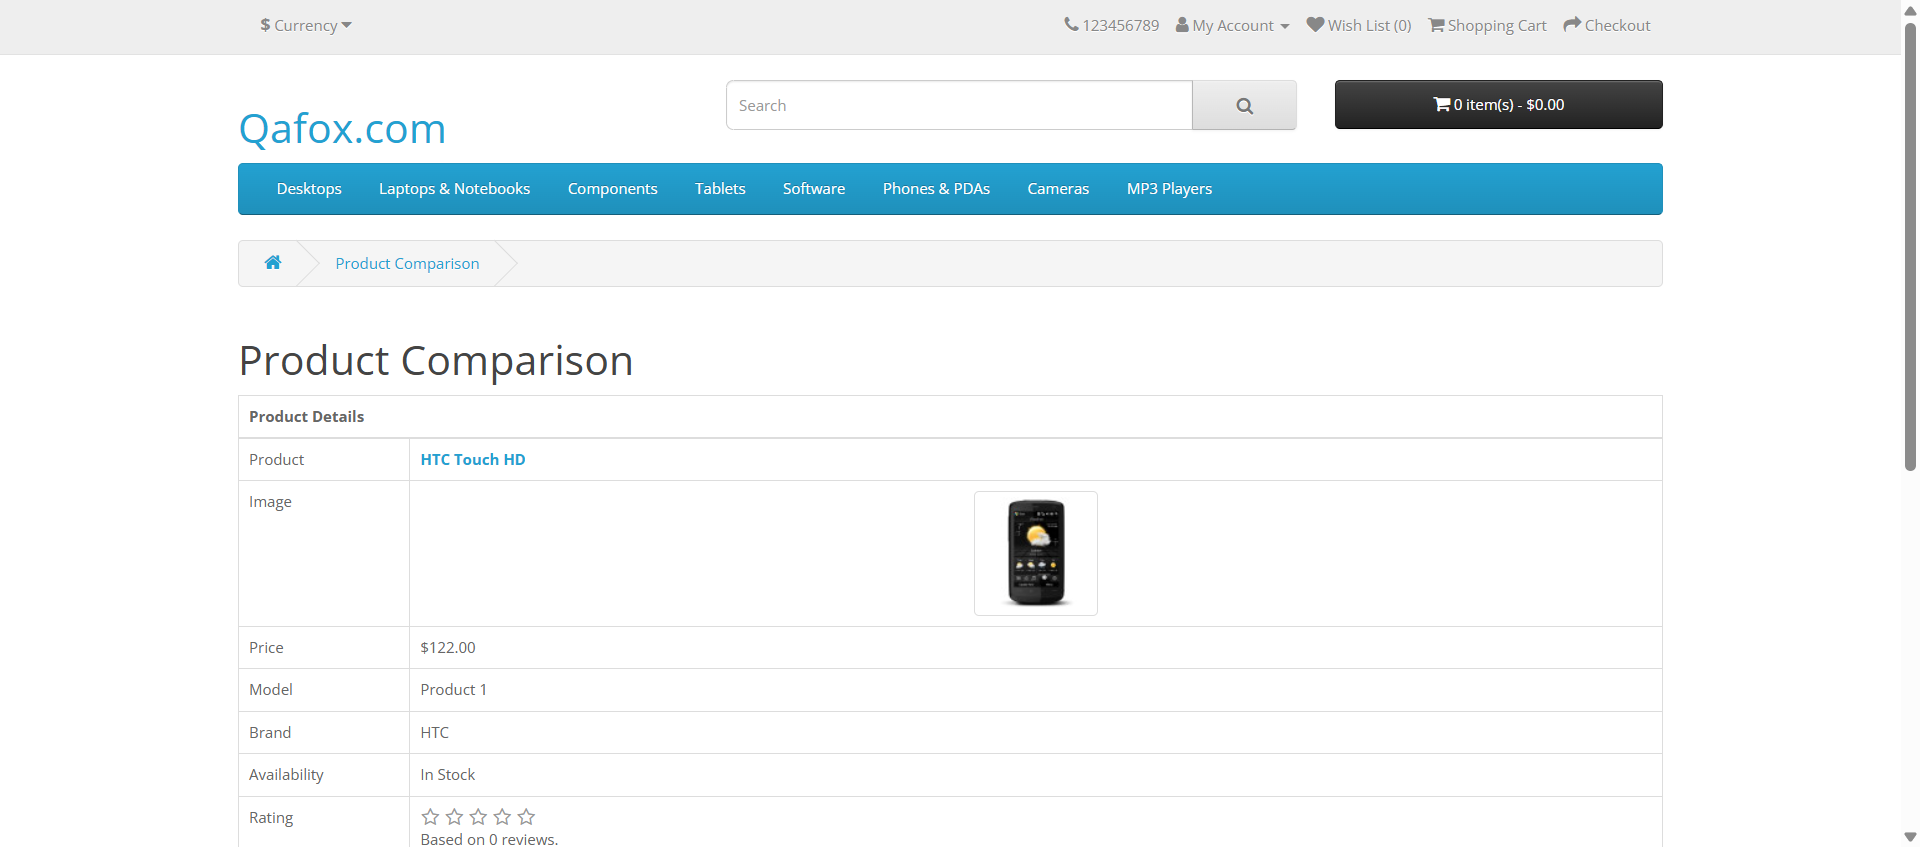 $ Currency
123456789 My Account Wish List (0) Shopping Cart Checkout
Qafox.com
Search
0 item(s) - $0.00
Desktops Laptops & Notebooks Components Tablets Software Phones & PDAs Cameras MP3 Players
Product Comparison
Product Comparison
Product Details
Product HTC Touch HD
Image
Price $122.00
Model Product 1
Brand HTC
Availability In Stock
Rating
Based on 0 reviews.